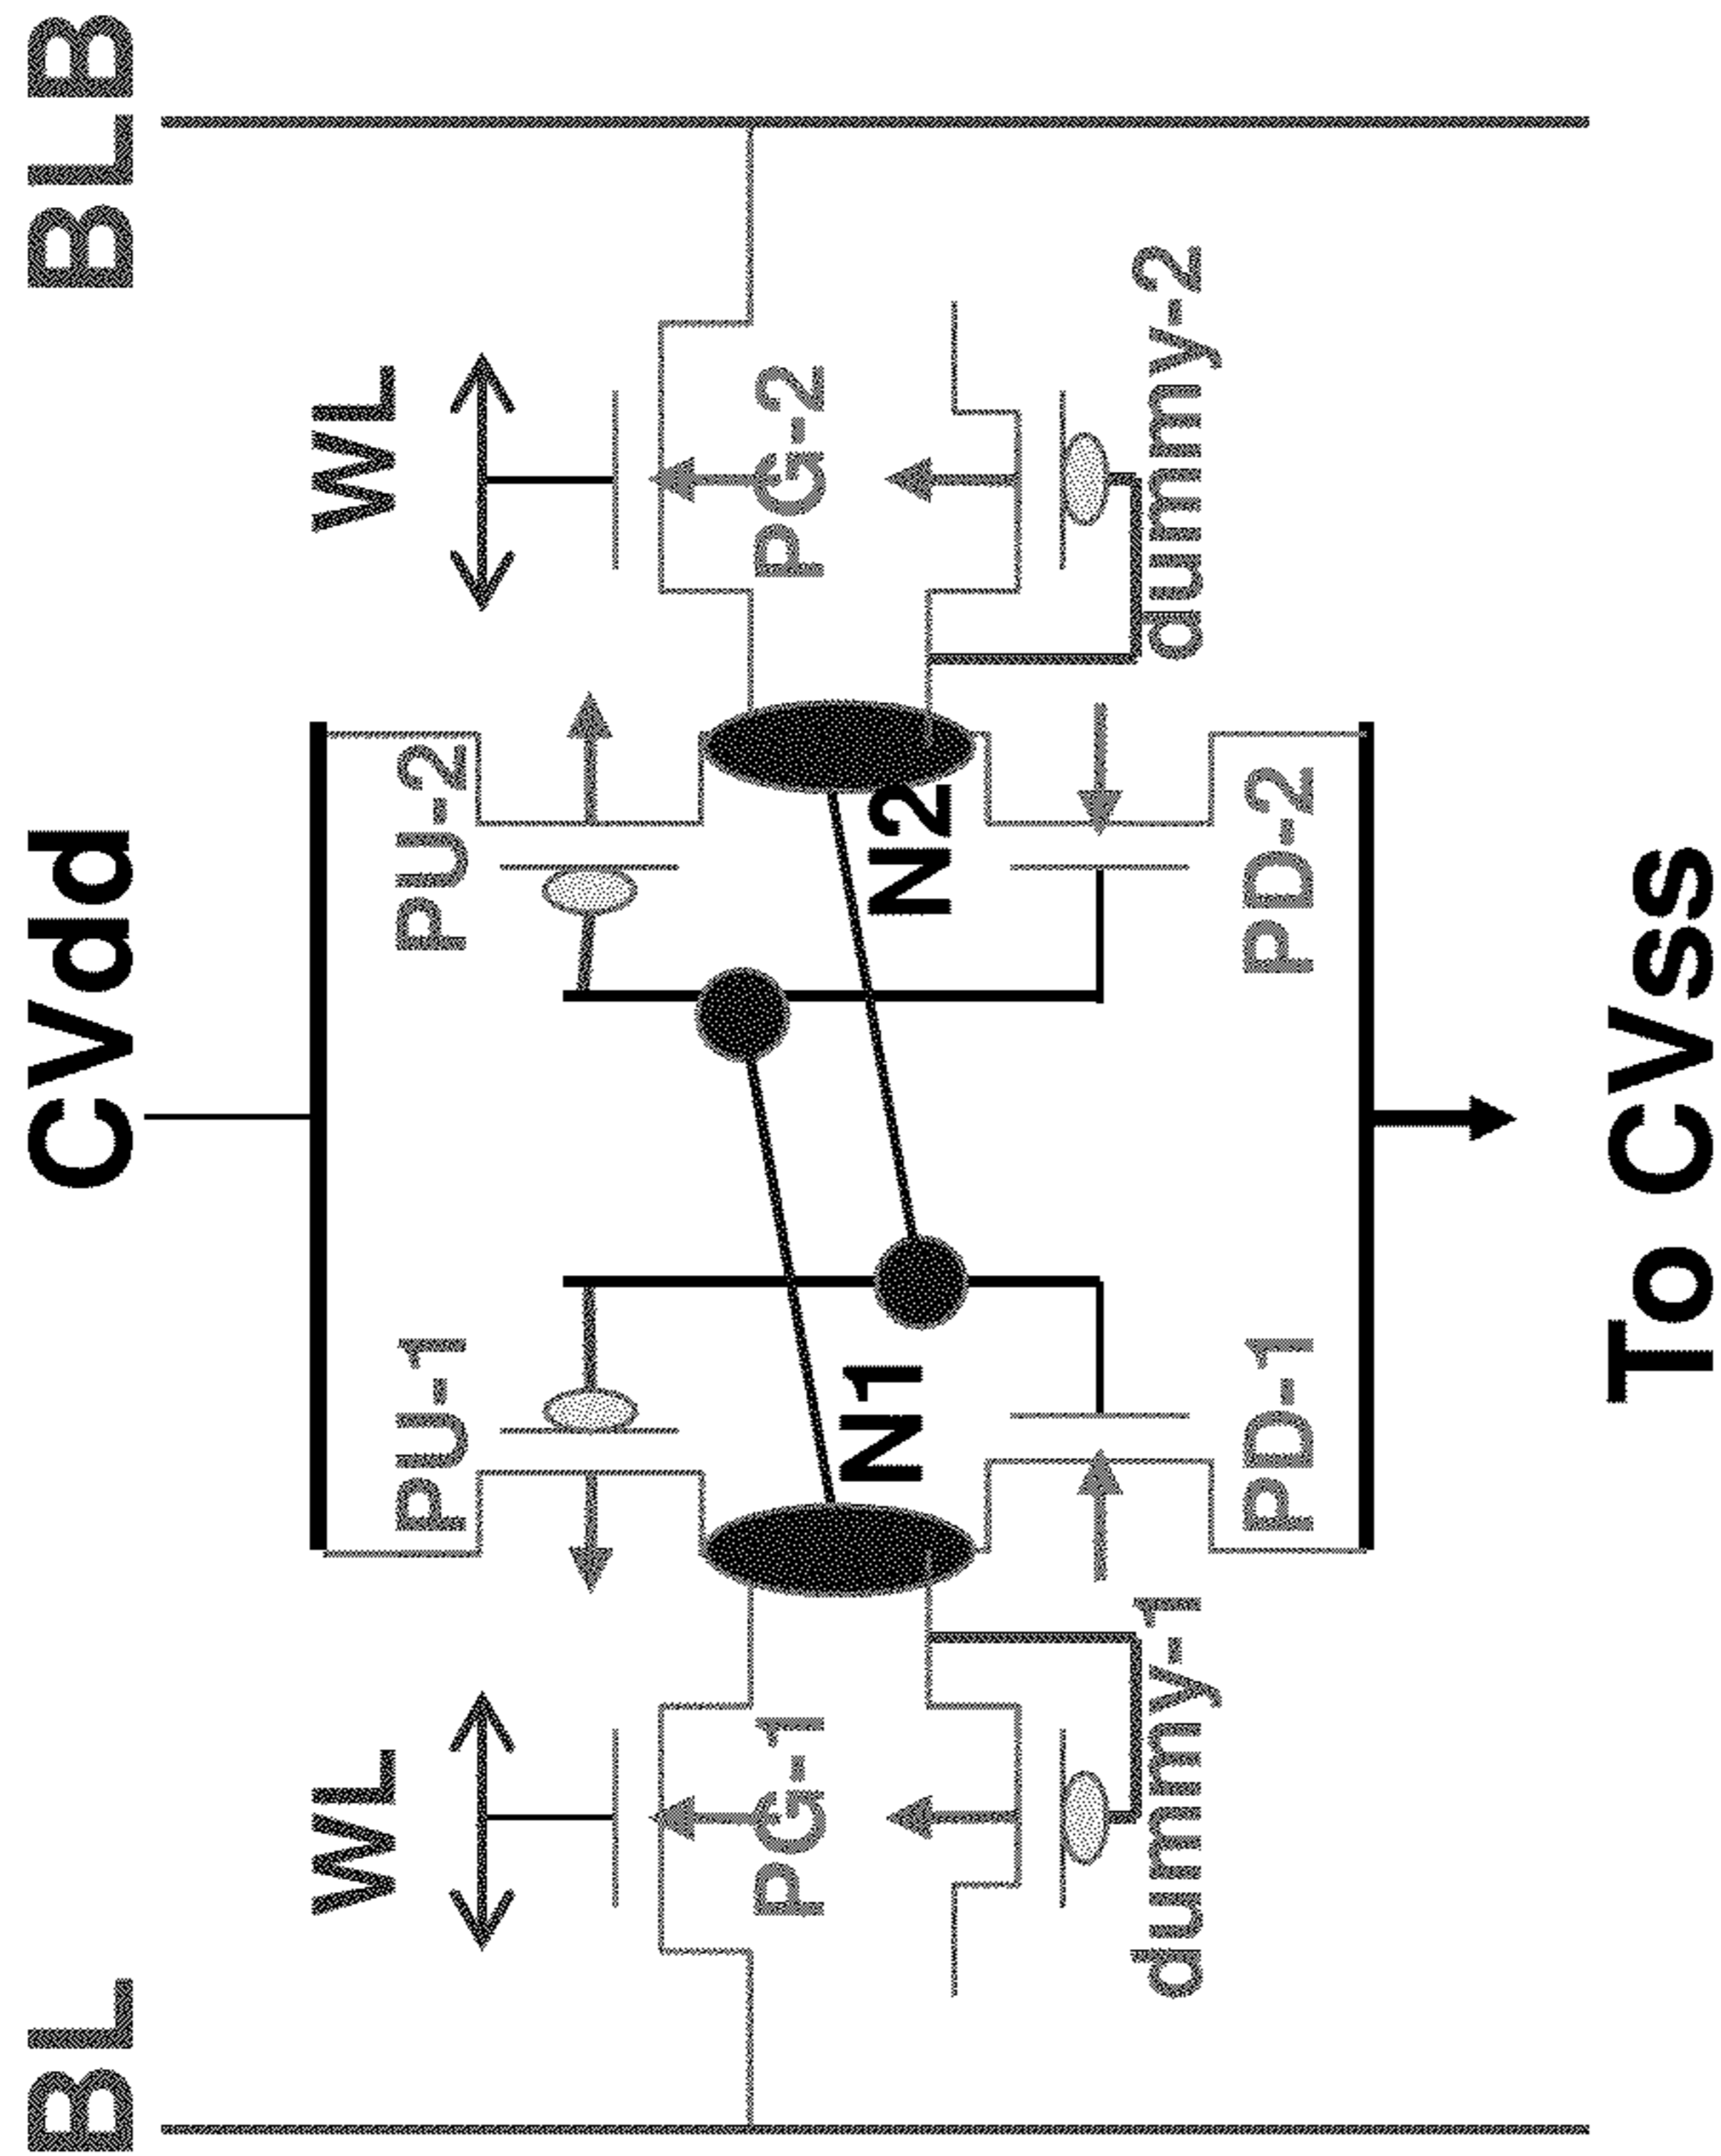 BL CVdd BLB
WL WL
PU-1 PU-2
PG-1 N1 N2 PG-2
dummy-1 PD-1 PD-2 dummy-2
To CVss